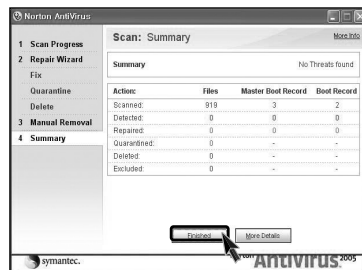 Norton AntiVirus
1 Scan Progress
2 Repair Wizard
Fix
Quarantine
Delete
3 Manual Removal
4 Summary
Scan: Summary
More Info
Summary No Threats found
Action: Files Master Boot Record Boot Record
Scanned: 919 3 2
Detected: 0 0 0
Repaired: 0 0 0
Quarantined: 0 - -
Deleted: 0 - -
Excluded: 0 - -
Finished More Details
symantec.
AntiVirus 2005